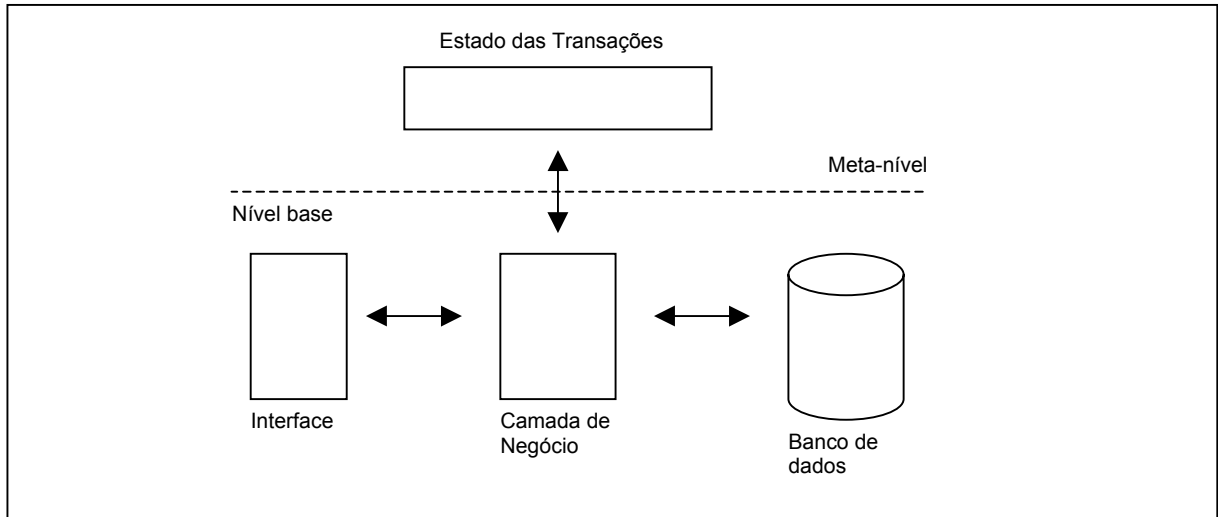 Estado das Transações
Meta-nível
Nível base
Interface
Camada de
Negócio
Banco de
dados